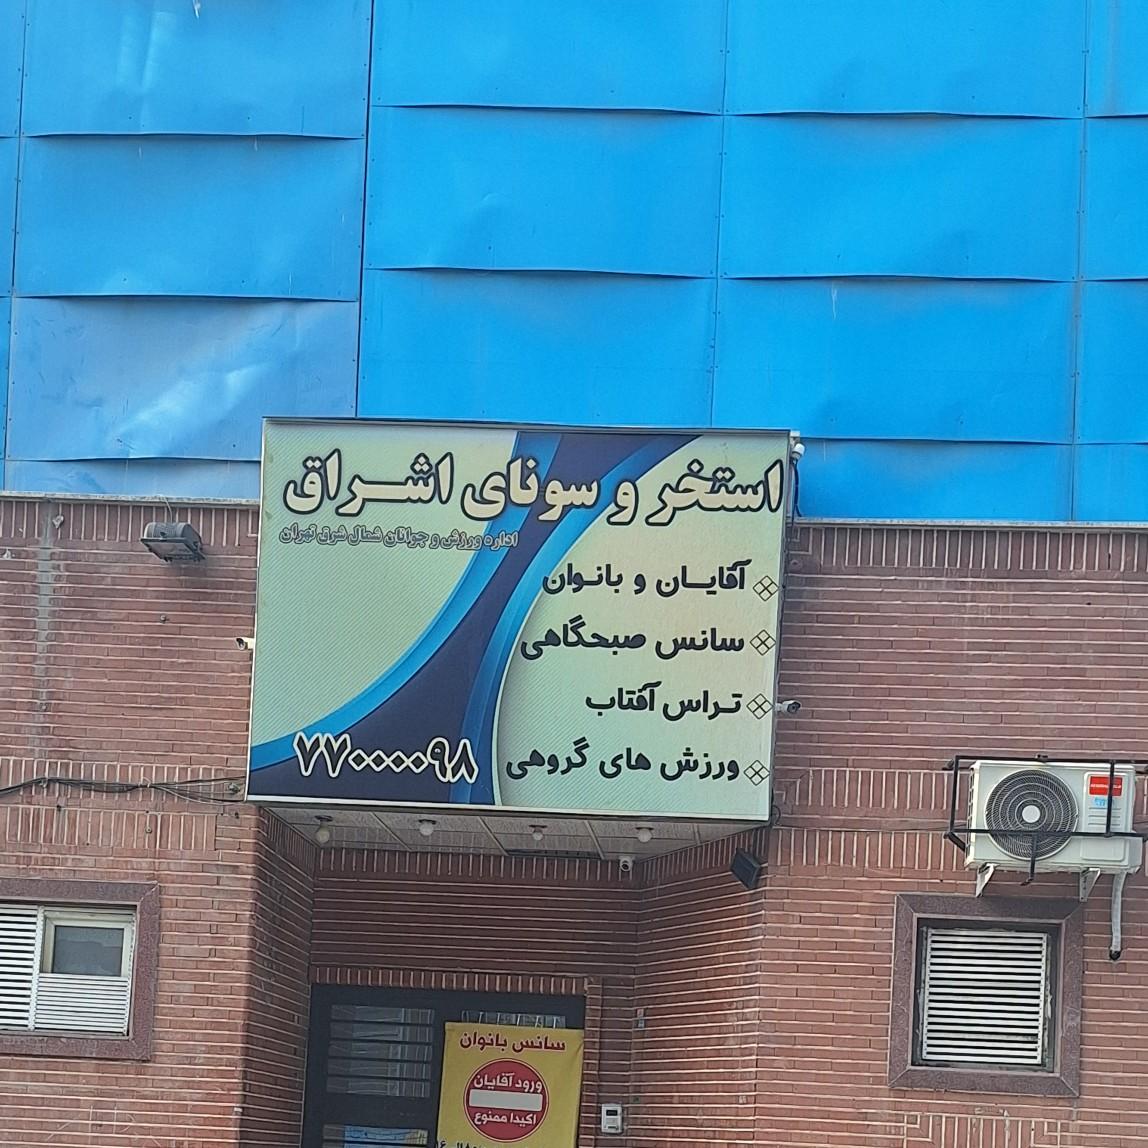 استخر و سونای اشراق
اداره ورزش و جوانان شمال شرق تهران
آقایان و بانوان
سانس صبحگاهی
تراس آفتاب
ورزش های گروهی
۷۷۰۰۰۰۹۸
سانس بانوان
ورود آقایان
اکیدا ممنوع